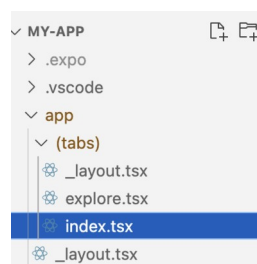 MY-APP
.expo
.vscode
app
(tabs)
_layout.tsx
explore.tsx
index.tsx
_layout.tsx